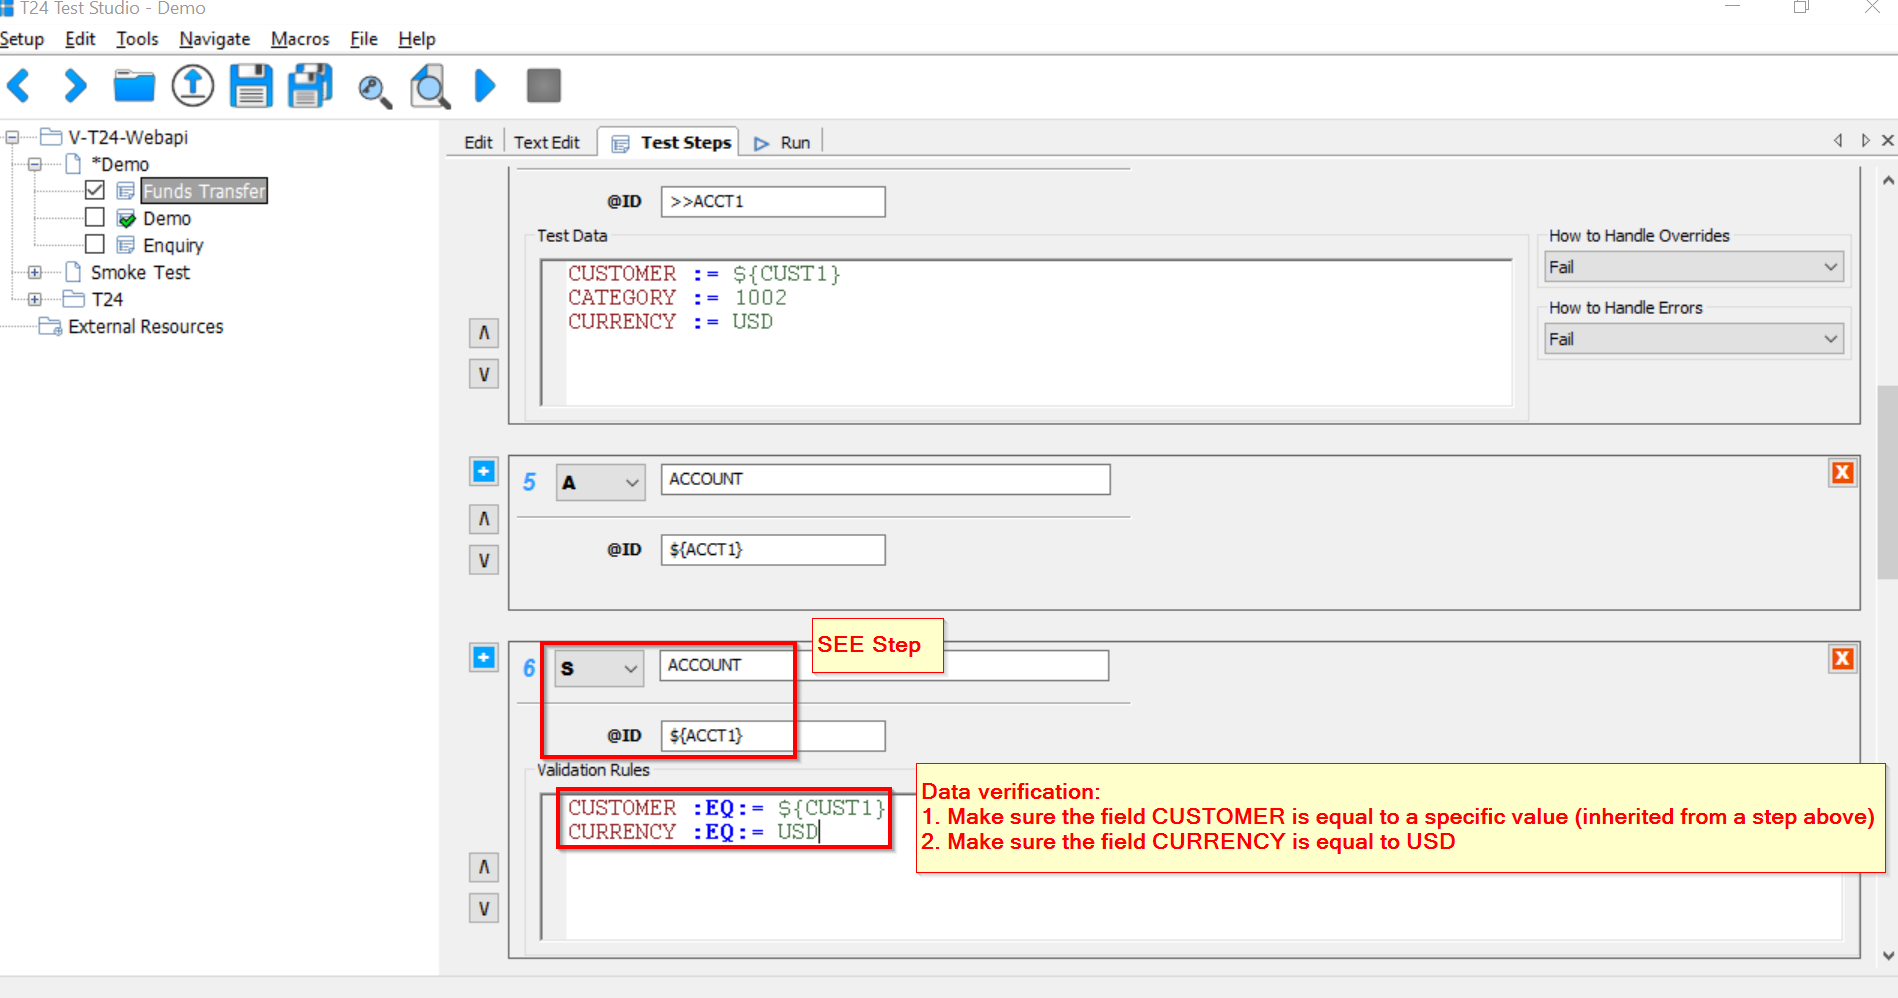 T24 Test Studio - Demo
Setup Edit Tools Navigate Macros File Help
V-T24-Webapi
*Demo
Funds Transfer
Demo
Enquiry
Smoke Test
T24
External Resources
Edit Text Edit Test Steps Run
@ID >>ACCT1
Test Data
CUSTOMER := ${CUST1}
CATEGORY := 1002
CURRENCY := USD
How to Handle Overrides
Fail
How to Handle Errors
Fail
5 A ACCOUNT
@ID ${ACCT1}
SEE Step
6 S ACCOUNT
@ID ${ACCT1}
Validation Rules
CUSTOMER :EQ:= ${CUST1}
CURRENCY :EQ:= USD
Data verification:
1. Make sure the field CUSTOMER is equal to a specific value (inherited from a step above)
2. Make sure the field CURRENCY is equal to USD